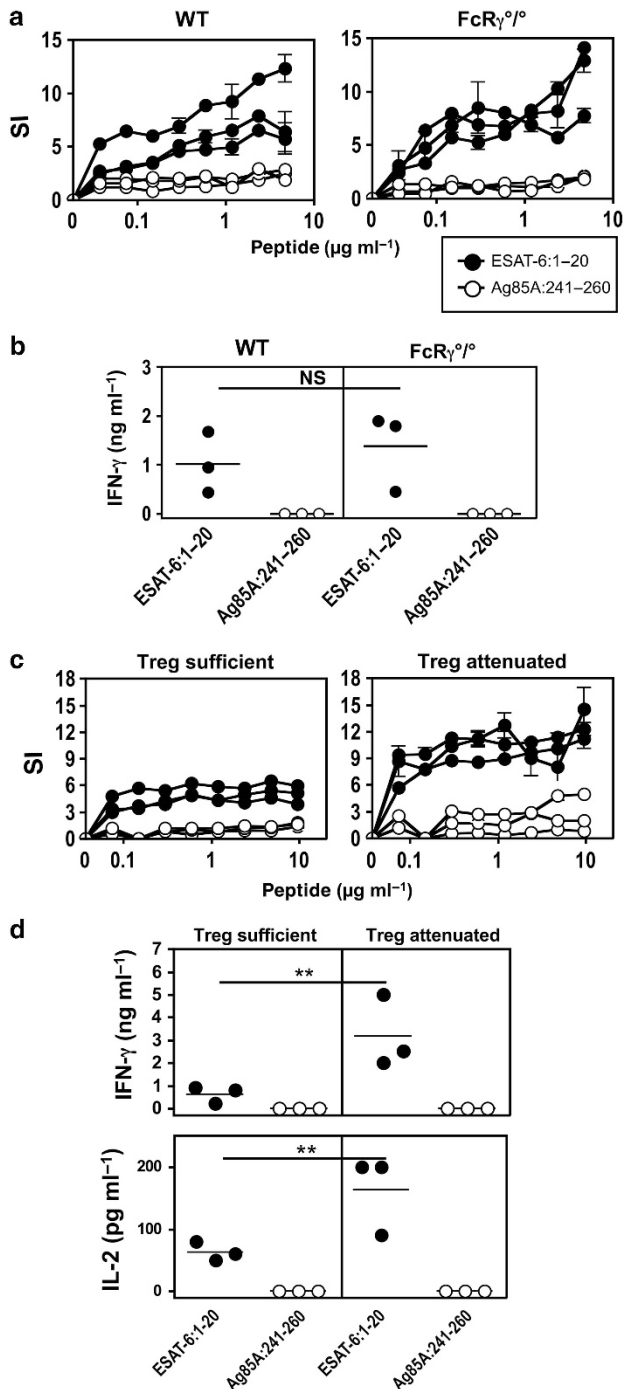 a
WT
FcRγ°/°
SI
15
10
5
0
15
10
5
0
0 0.1 1 10
0 0.1 1 10
Peptide (µg ml⁻¹)
ESAT-6:1–20
Ag85A:241–260
b
WT
FcRγ°/°
IFN-γ (ng ml⁻¹)
3
2
1
0
NS
ESAT-6:1–20
Ag85A:241–260
ESAT-6:1–20
Ag85A:241–260
c
Treg sufficient
Treg attenuated
SI
18
15
12
9
6
3
0
18
15
12
9
6
3
0
0 0.1 1 10
0 0.1 1 10
Peptide (µg ml⁻¹)
d
Treg sufficient
Treg attenuated
IFN-γ (ng ml⁻¹)
7
6
5
4
3
2
1
0
**
IL-2 (pg ml⁻¹)
200
100
0
**
ESAT-6:1-20
Ag85A:241-260
ESAT-6:1-20
Ag85A:241-260